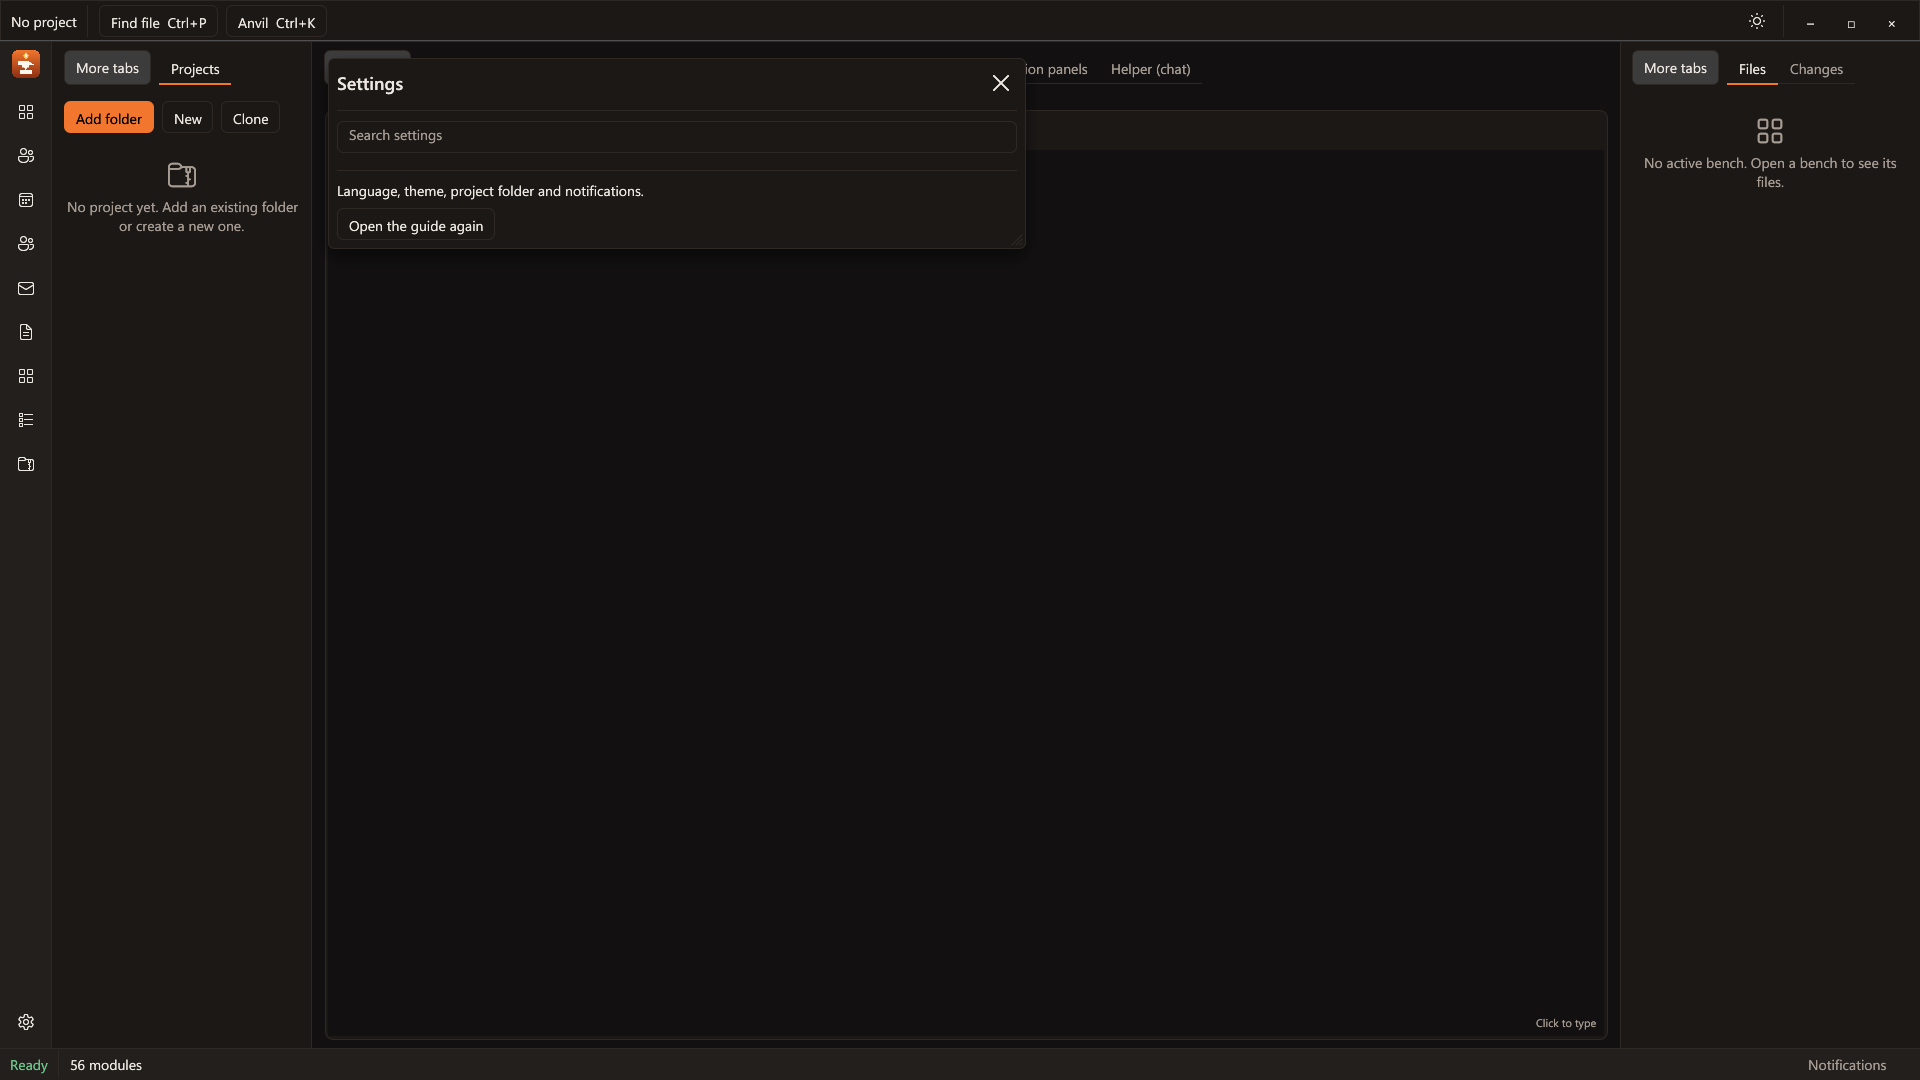 No project
Find file Ctrl+P
Anvil Ctrl+K
More tabs
Projects
Add folder
New
Clone
No project yet. Add an existing folder
or create a new one.
Settings
Search settings
Language, theme, project folder and notifications.
Open the guide again
panels
Helper (chat)
Click to type
More tabs
Files
Changes
No active bench. Open a bench to see its
files.
Ready
56 modules
Notifications